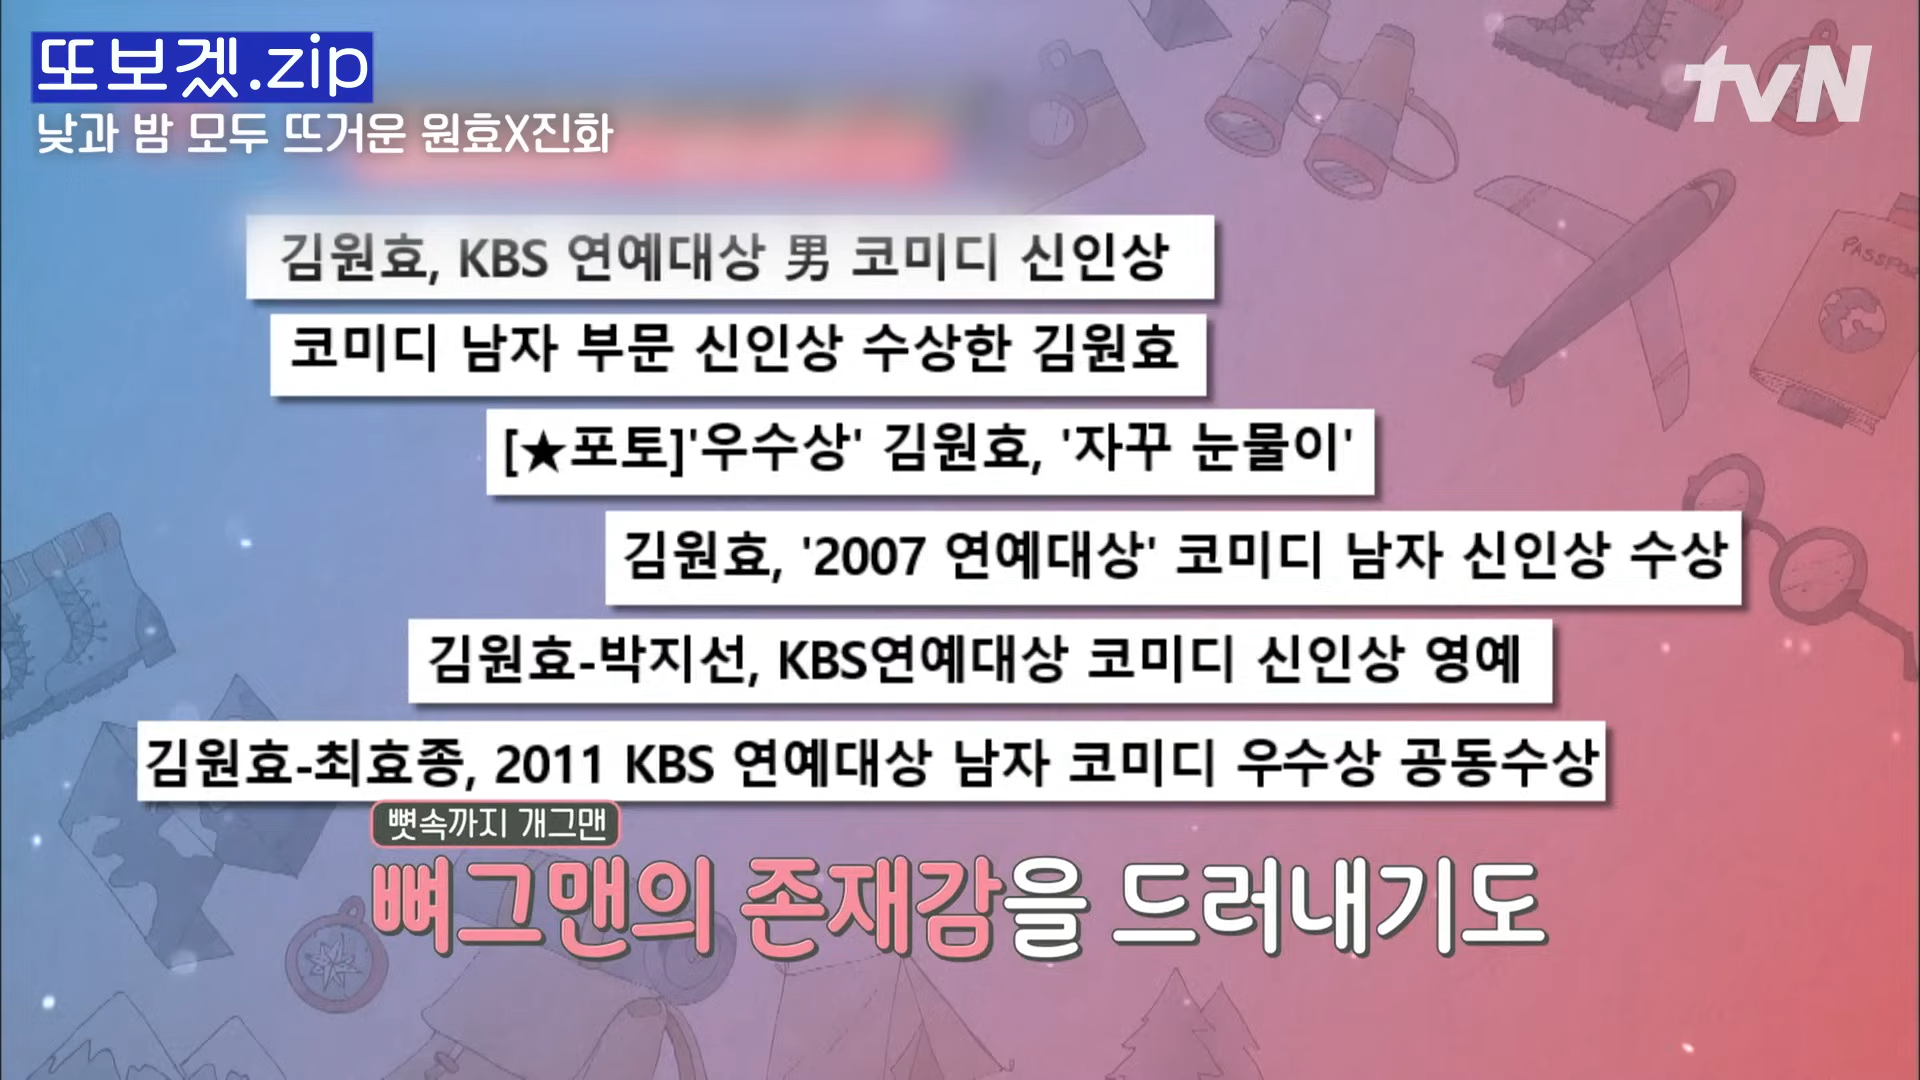 또보겠.zip
tvN
낮과 밤 모두 뜨거운 원효X진화
PASSPOR
김원효, KBS 연예대상 男 코미디 신인상
코미디 남자 부문 신인상 수상한 김원효
[★포토]'우수상' 김원효, '자꾸 눈물이'
김원효, '2007 연예대상' 코미디 남자 신인상 수상
김원효-박지선, KBS연예대상 코미디 신인상 영예
김원효-최효종, 2011 KBS 연예대상 남자 코미디 우수상 공동수상
뼛속까지 개그맨
뼈그맨의 존재감을 드러내기도